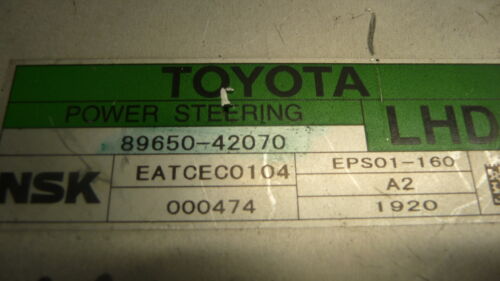 TOYOTA
POWER STEERING
LHD
89650-42070
NSK
EATCEC0104
EPS01-160
A2
000474
1920